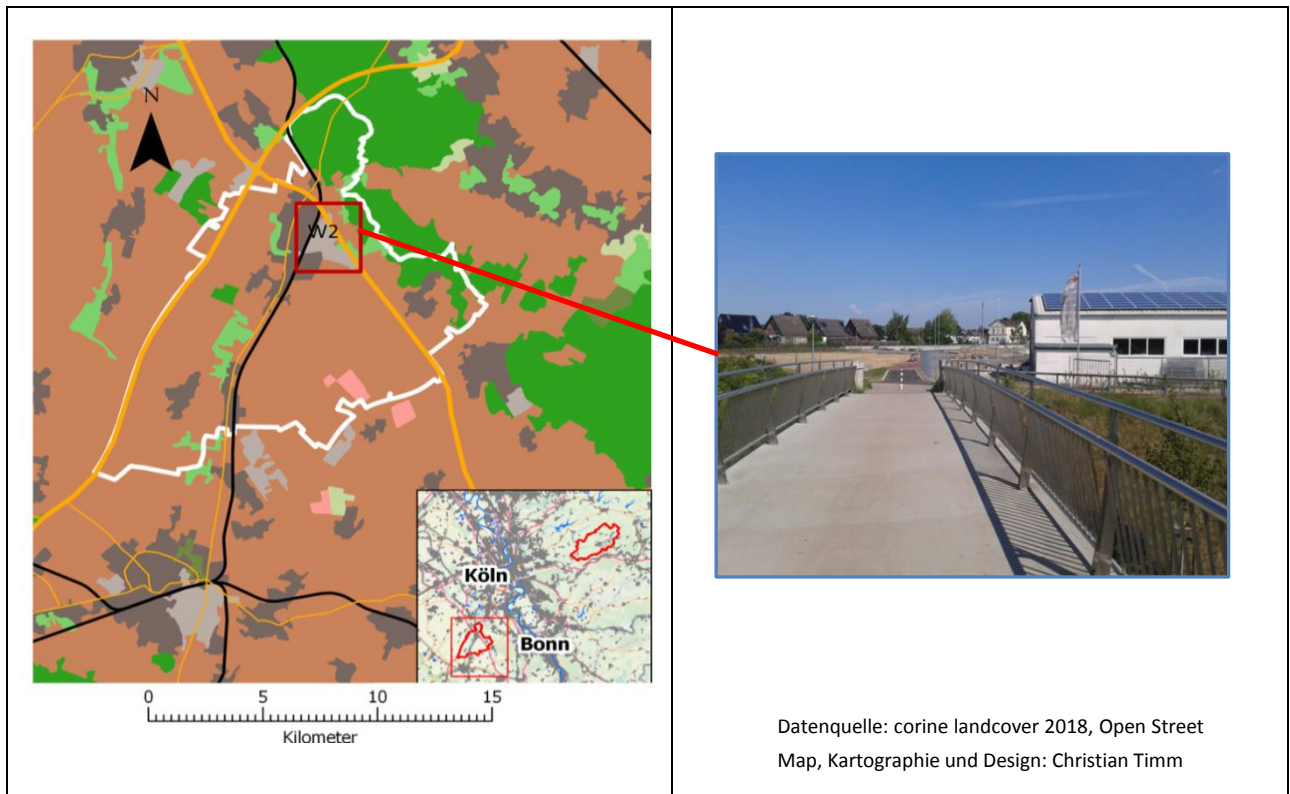 N
W2
Köln
Bonn
0 5 10 15
Kilometer
Datenquelle: corine landcover 2018, Open Street
Map, Kartographie und Design: Christian Timm